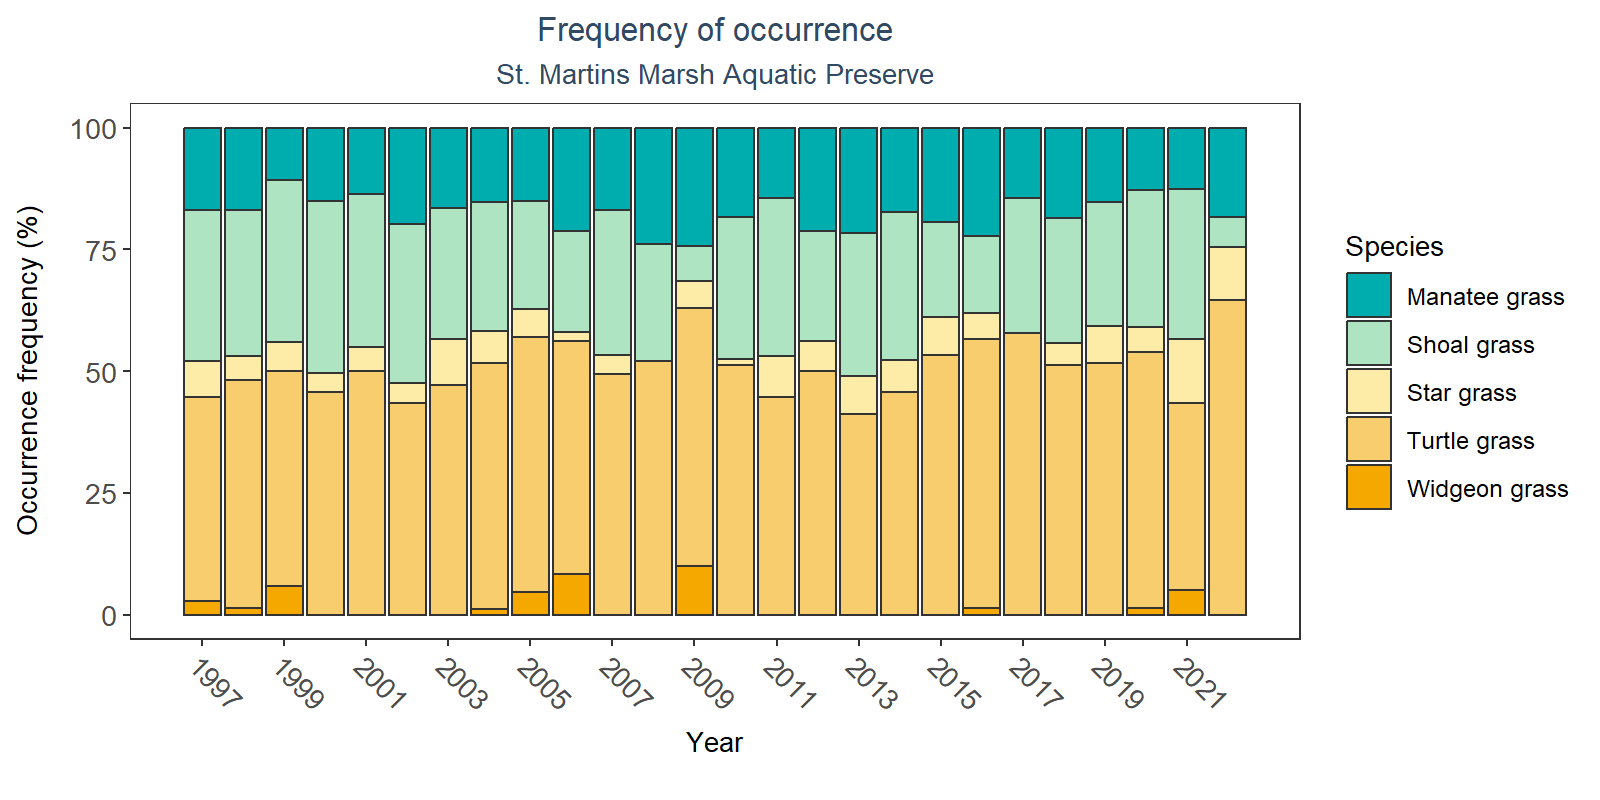 Frequency of occurrence
St. Martins Marsh Aquatic Preserve
Occurrence frequency (%)
100
75
50
25
0
1997
1999
2001
2003
2005
2007
2009
2011
2013
2015
2017
2019
2021
Year
Species
Manatee grass
Shoal grass
Star grass
Turtle grass
Widgeon grass